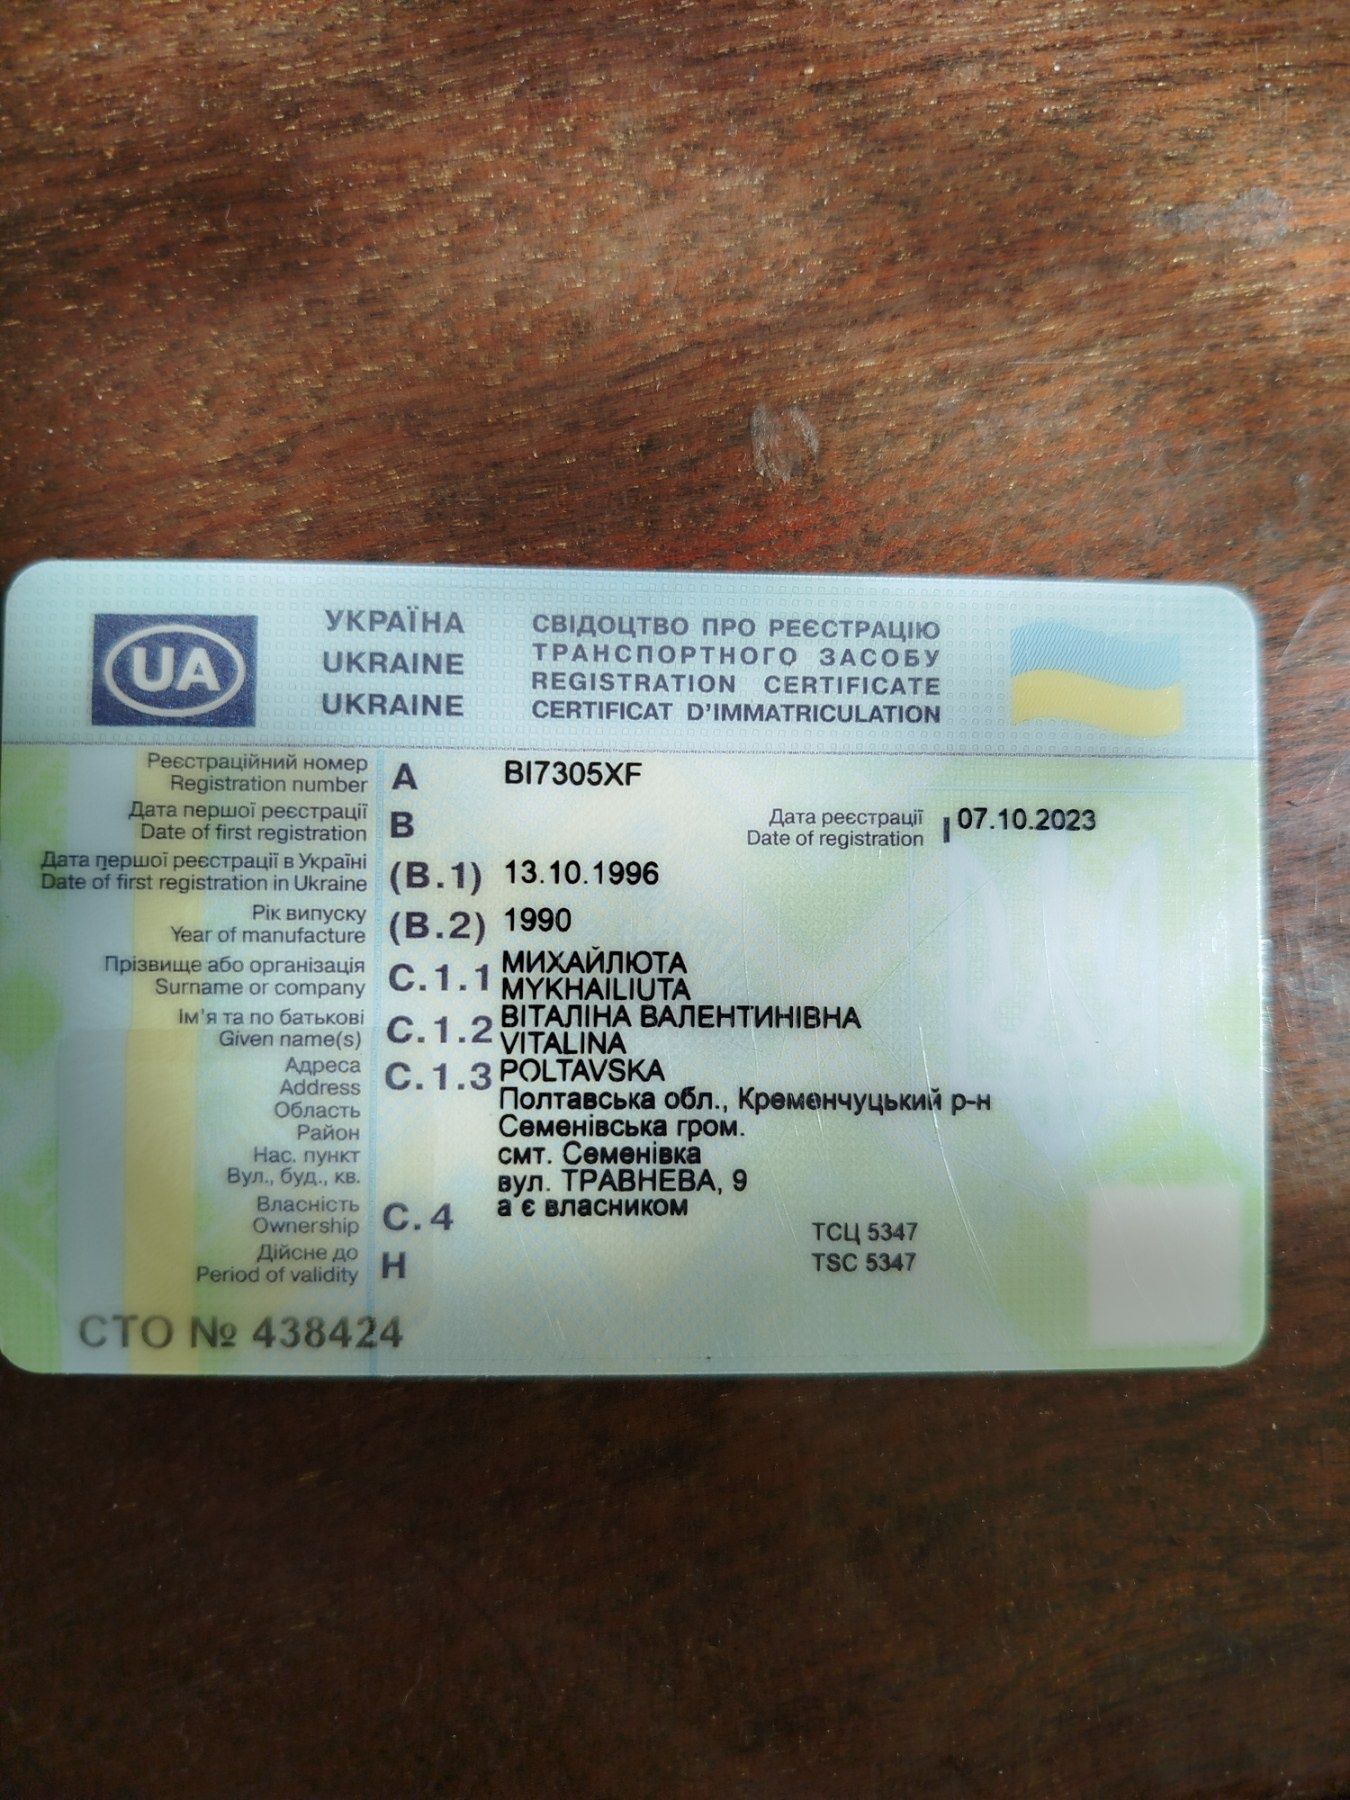 UA
УКРАЇНА
UKRAINE
UKRAINE
СВІДОЦТВО ПРО РЕЄСТРАЦІЮ
ТРАНСПОРТНОГО ЗАСОБУ
REGISTRATION CERTIFICATE
CERTIFICAT D'IMMATRICULATION
Реєстраційний номер
Registration number
A BI7305XF
Дата першої реєстрації
Date of first registration
B
Дата реєстрації
Date of registration
I 07.10.2023
Дата першої реєстрації в Україні
Date of first registration in Ukraine
(B.1) 13.10.1996
Рік випуску
Year of manufacture
(B.2) 1990
Прізвище або організація
Surname or company
C.1.1 МИХАЙЛЮТА
MYKHAILIUTA
Ім'я та по батькові
Given name(s)
C.1.2 ВІТАЛІНА ВАЛЕНТИНІВНА
VITALINA
Адреса
Address
Область
Район
Нас. пункт
Вул., буд., кв.
C.1.3 POLTAVSKA
Полтавська обл., Кременчуцький р-н
Семенівська гром.
смт. Семенівка
вул. ТРАВНЕВА, 9
Власність
Ownership
C.4 а є власником
Дійсне до
Period of validity
H
ТСЦ 5347
TSC 5347
СТО № 438424